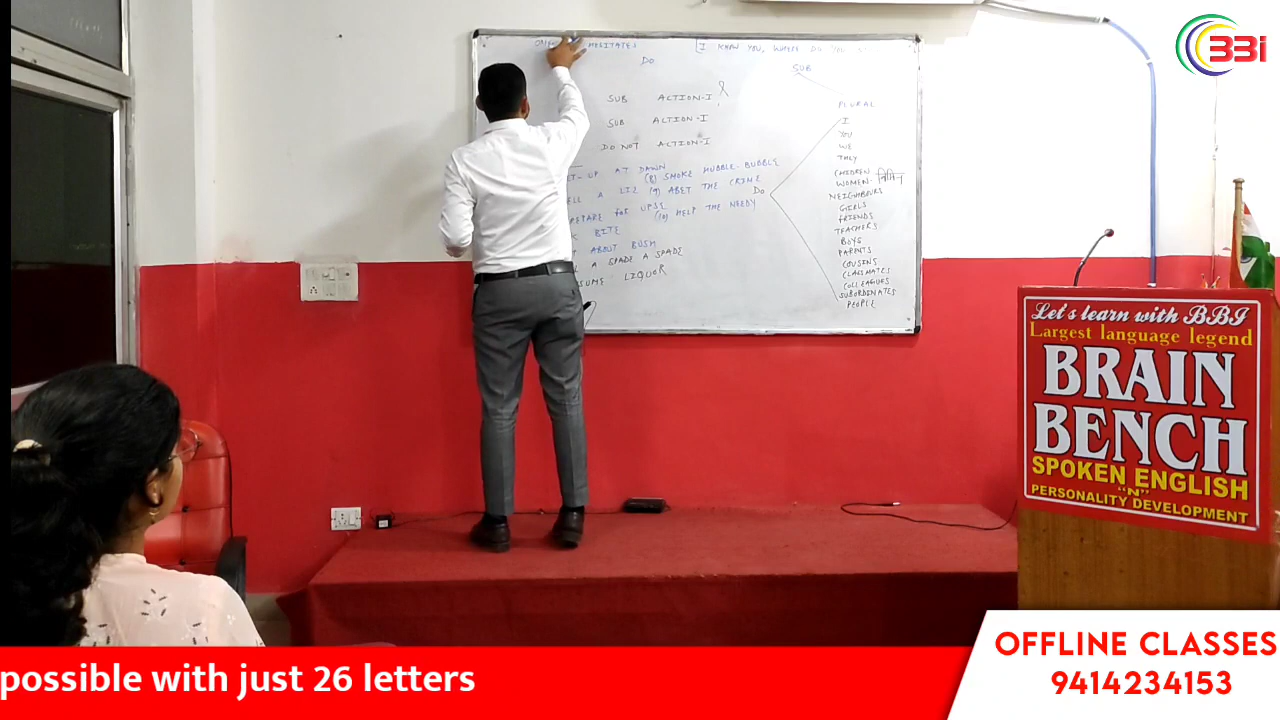 MEDITATES
I KNOW YOU, WHERE DO YOU
DO
SUB
SUB ACTION-I
SUB ACTION-I
DO NOT ACTION-I
UP AT DAWN
(8) SMOKE HUBBLE-BUBBLE
A LIE (9) ABET THE CRIME
FOR UPSC (10) HELP THE NEEDY
BITE
ABOUT BUSH
A SPADE A SPADE
LIQUOR
DO
PLURAL
I
YOU
WE
THEY
CHIDREN
WOMEN-
NEIGHBOURS
GIRLS
FRIENDS
TEACHERS
BOYS
PARENTS
COUSINS
CLASSMATES
COLLEAGUES
SUBORDINATES
PEOPLE
Let's learn with BBI
Largest language legend
BRAIN
BENCH
SPOKEN ENGLISH
"N"
PERSONALITY DEVELOPMENT
possible with just 26 letters
OFFLINE CLASSES
9414234153